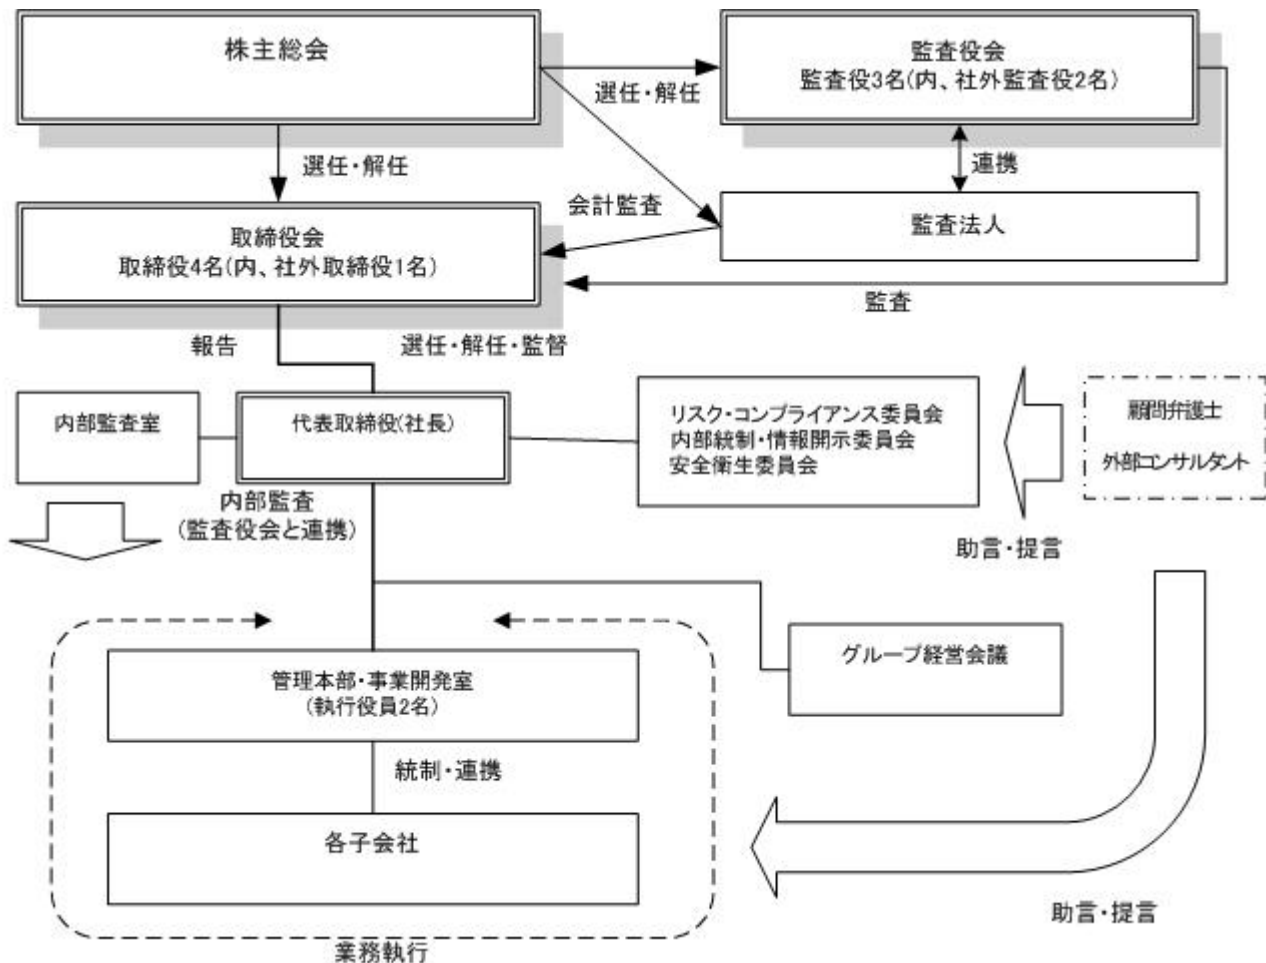 株主総会
監査役会
監査役3名(内、社外監査役2名)
選任・解任
選任・解任
連携
会計監査
監査法人
取締役会
取締役4名(内、社外取締役1名)
監査
報告
選任・解任・監督
内部監査室
代表取締役(社長)
リスク・コンプライアンス委員会
内部統制・情報開示委員会
安全衛生委員会
顧問弁護士
外部コンサルタント
内部監査
(監査役会と連携)
助言・提言
グループ経営会議
管理本部・事業開発室
(執行役員2名)
統制・連携
各子会社
助言・提言
業務執行